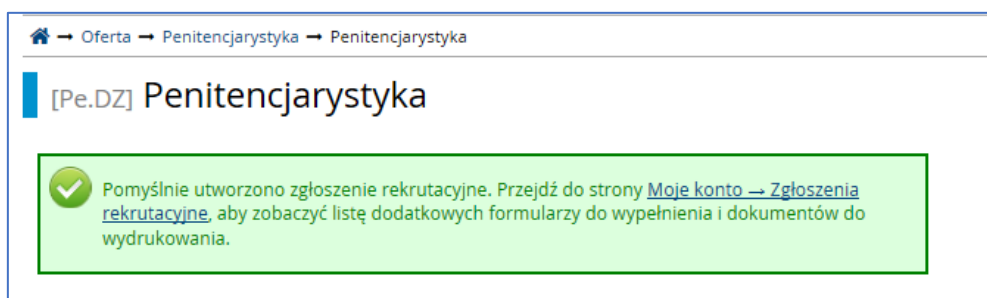 → Oferta → Penitencjarystyka → Penitencjarystyka
[Pe.DZ] Penitencjarystyka
Pomyślnie utworzono zgłoszenie rekrutacyjne. Przejdź do strony Moje konto → Zgłoszenia
rekrutacyjne, aby zobaczyć listę dodatkowych formularzy do wypełnienia i dokumentów do
wydrukowania.